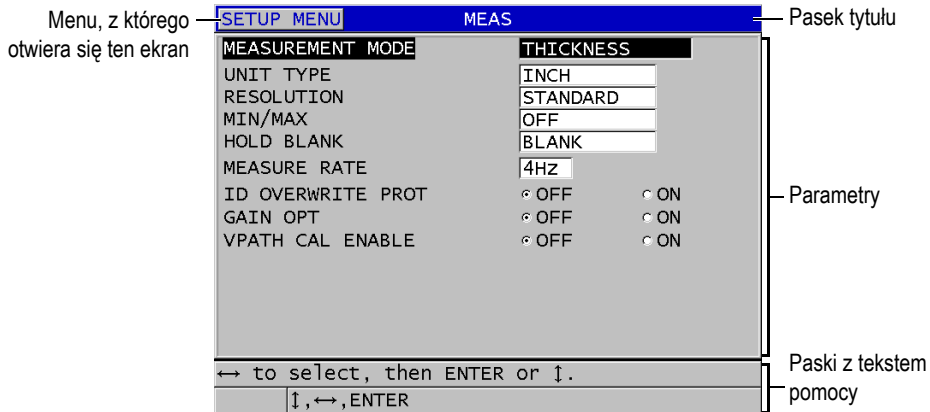 Menu, z którego otwiera się ten ekran
SETUP MENU MEAS
Pasek tytułu
MEASUREMENT MODE THICKNESS
UNIT TYPE INCH
RESOLUTION STANDARD
MIN/MAX OFF
HOLD BLANK BLANK
MEASURE RATE 4Hz
ID OVERWRITE PROT OFF ON
GAIN OPT OFF ON
VPATH CAL ENABLE OFF ON
Parametry
↔ to select, then ENTER or ↕.
↕,↔,ENTER
Paski z tekstem pomocy